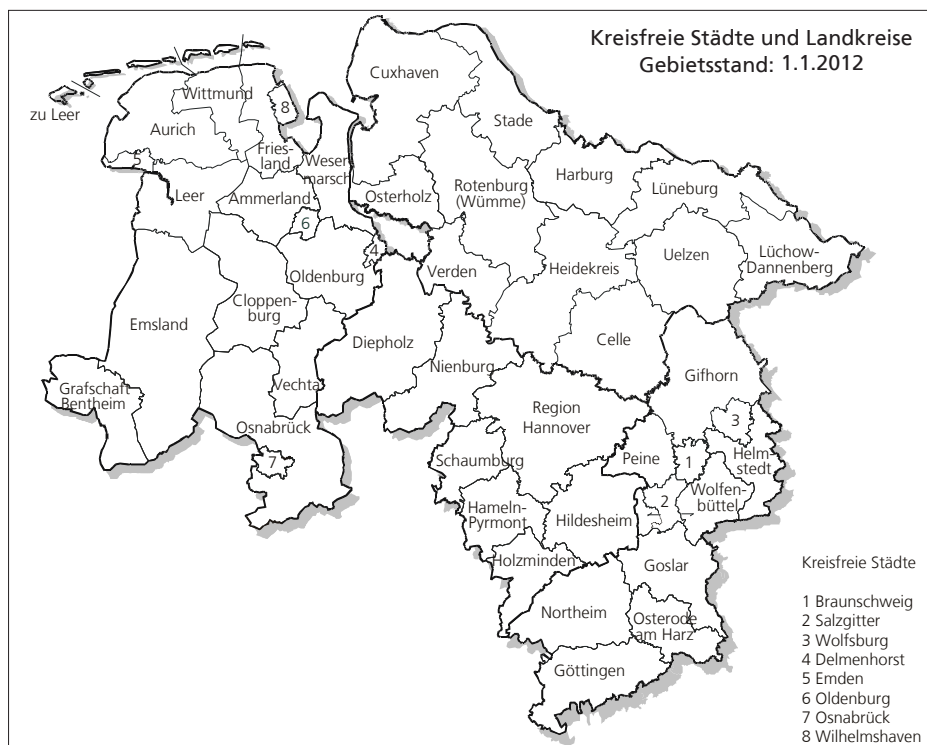 Kreisfreie Städte und Landkreise
Gebietsstand: 1.1.2012
Cuxhaven
Wittmund
8
zu Leer
Stade
Aurich
Fries-
land
Weser-
marsch
5
Harburg
Lüneburg
Rotenburg
(Wümme)
Leer
Ammerland
Osterholz
6
4
Oldenburg
Verden
Heidekreis
Uelzen
Lüchow-
Dannenberg
Cloppen-
burg
Emsland
Diepholz
Celle
Nienburg
Gifhorn
Vechta
Grafschaft
Bentheim
Region
Hannover
3
Osnabrück
7
Schaumburg
Peine
1
Helm-
stedt
2
Wolfen-
büttel
Hameln-
Pyrmont
Hildesheim
Holzminden
Goslar
Northeim
Osterode
am Harz
Göttingen
Kreisfreie Städte
1 Braunschweig
2 Salzgitter
3 Wolfsburg
4 Delmenhorst
5 Emden
6 Oldenburg
7 Osnabrück
8 Wilhelmshaven